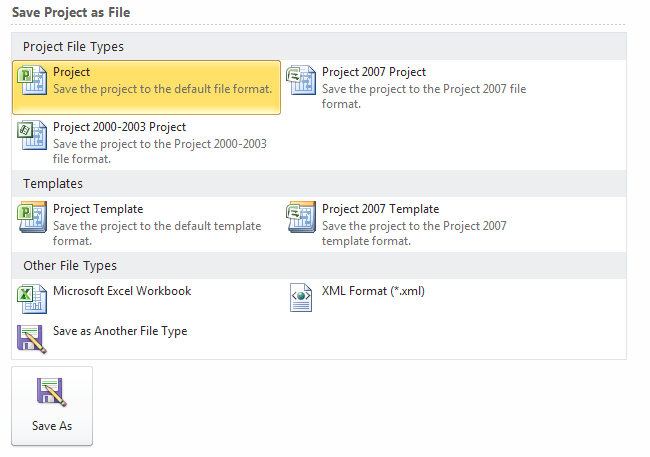 Save Project as File
Project File Types
Project
Save the project to the default file format.
Project 2007 Project
Save the project to the Project 2007 file
format.
Project 2000-2003 Project
Save the project to the Project 2000-2003
file format.
Templates
Project Template
Save the project to the default template
format.
Project 2007 Template
Save the project to the Project 2007
template format.
Other File Types
Microsoft Excel Workbook
XML Format (*.xml)
Save as Another File Type
Save As